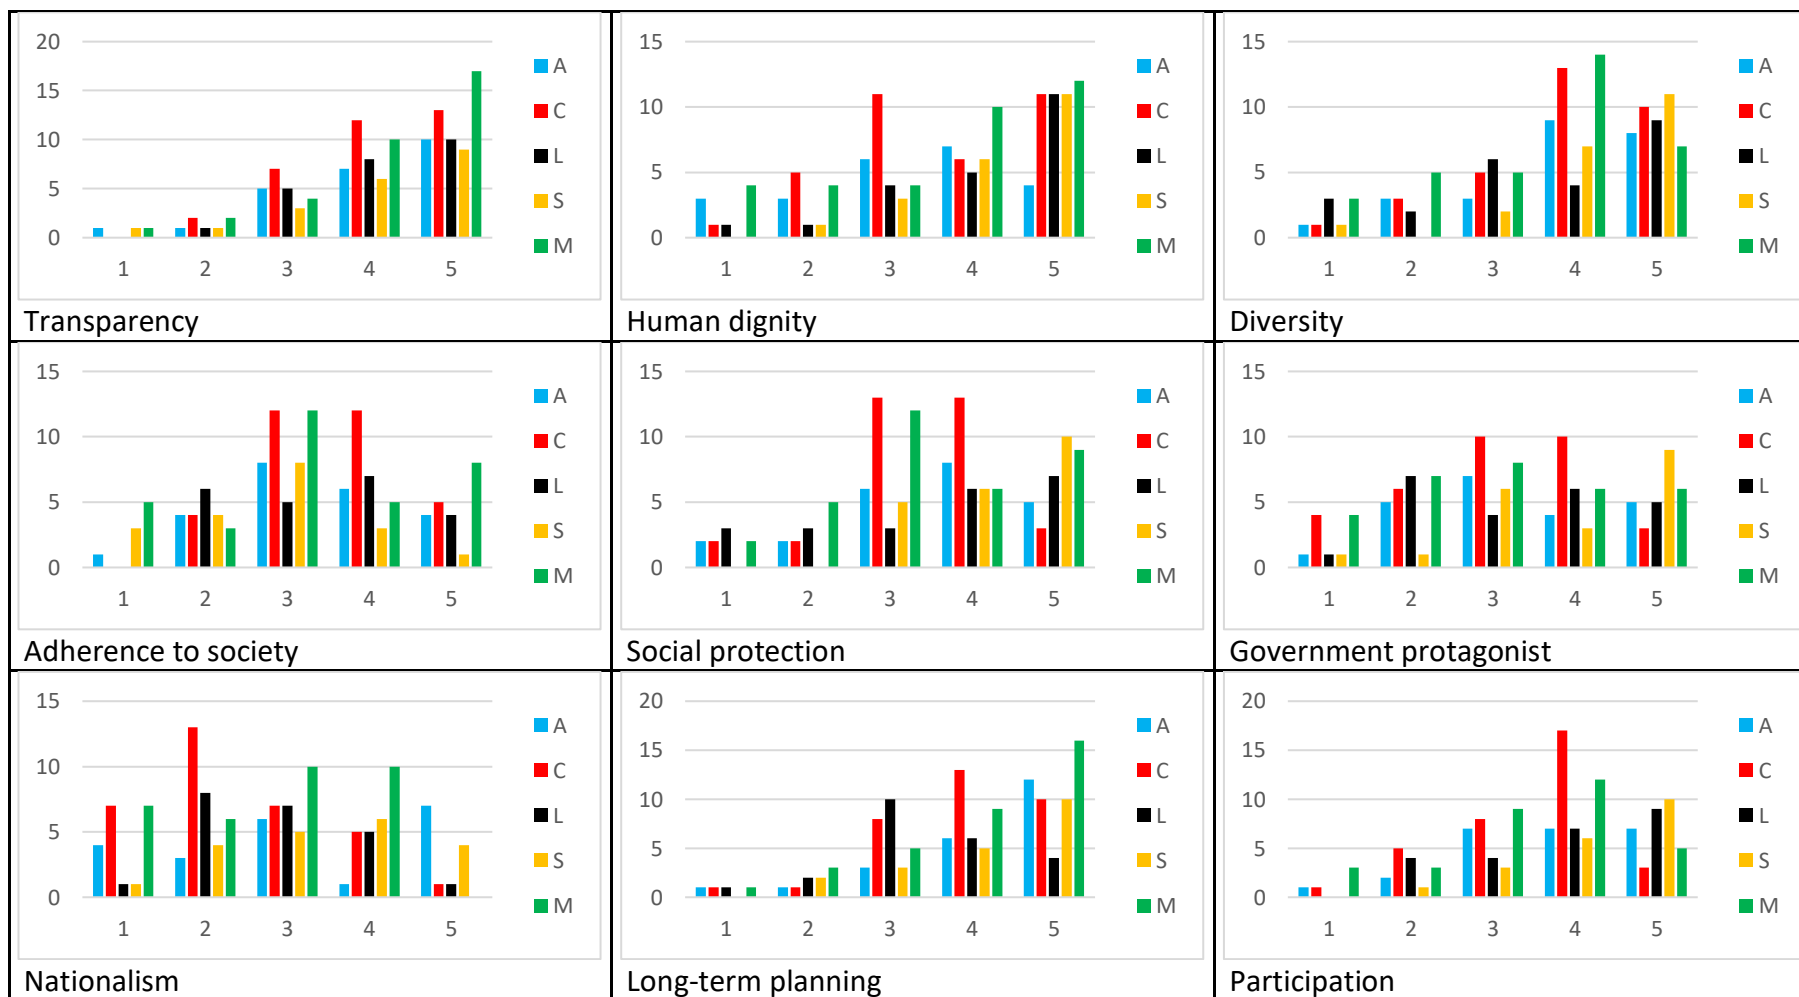 20
15
10
5
0
1 2 3 4 5
A
C
L
S
M
Transparency
15
10
5
0
1 2 3 4 5
A
C
L
S
M
Human dignity
15
10
5
0
1 2 3 4 5
A
C
L
S
M
Diversity
15
10
5
0
1 2 3 4 5
A
C
L
S
M
Adherence to society
15
10
5
0
1 2 3 4 5
A
C
L
S
M
Social protection
15
10
5
0
1 2 3 4 5
A
C
L
S
M
Government protagonist
15
10
5
0
1 2 3 4 5
A
C
L
S
M
Nationalism
20
15
10
5
0
1 2 3 4 5
A
C
L
S
M
Long-term planning
20
15
10
5
0
1 2 3 4 5
A
C
L
S
M
Participation